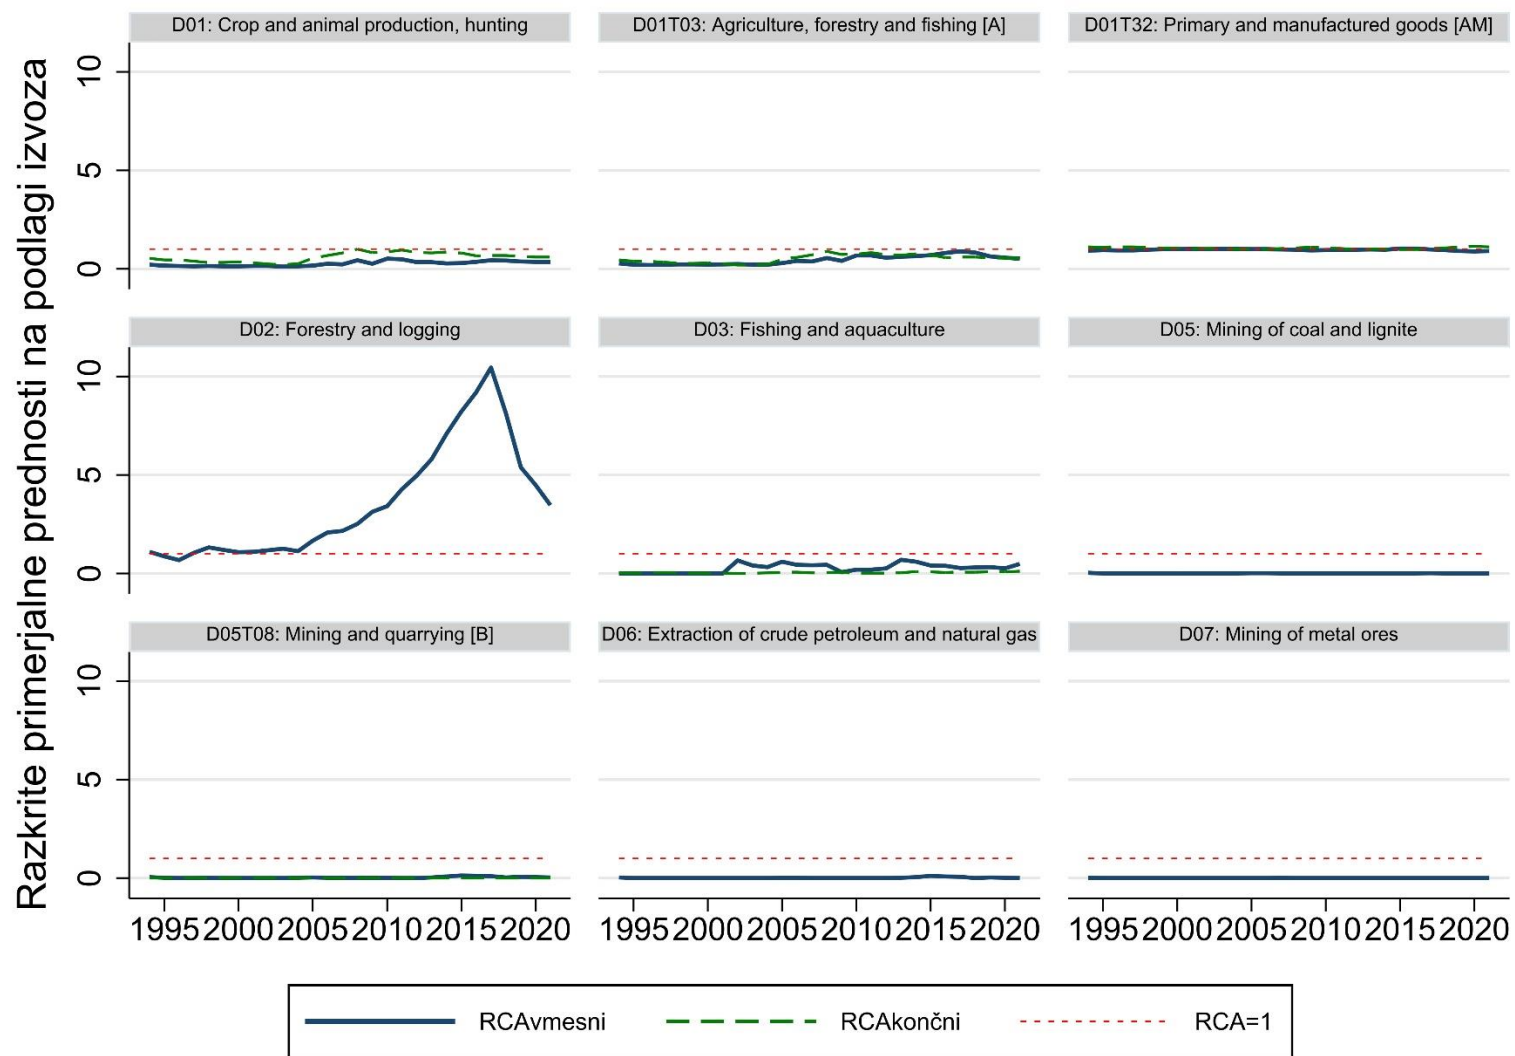 Razkrite primerjalne prednosti na podlagi izvoza
D01: Crop and animal production, hunting
D01T03: Agriculture, forestry and fishing [A]
D01T32: Primary and manufactured goods [AM]
10
5
0
D02: Forestry and logging
D03: Fishing and aquaculture
D05: Mining of coal and lignite
10
5
0
D05T08: Mining and quarrying [B]
D06: Extraction of crude petroleum and natural gas
D07: Mining of metal ores
10
5
0
1995 2000 2005 2010 2015 2020
1995 2000 2005 2010 2015 2020
1995 2000 2005 2010 2015 2020
RCAvmesni
RCAkončni
RCA=1